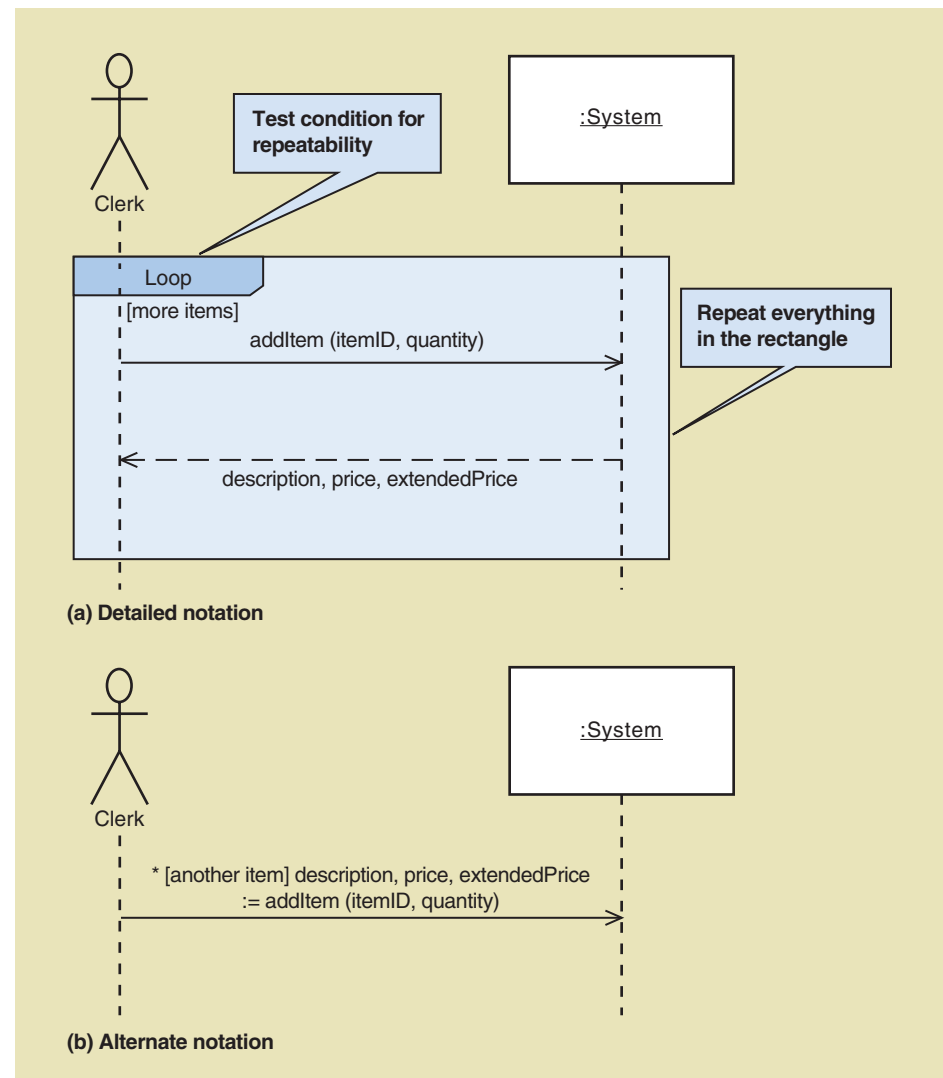 Test condition for
repeatability
:System
Clerk
Loop
[more items]
addItem (itemID, quantity)
Repeat everything
in the rectangle
description, price, extendedPrice
(a) Detailed notation
:System
Clerk
* [another item] description, price, extendedPrice
:= addItem (itemID, quantity)
(b) Alternate notation